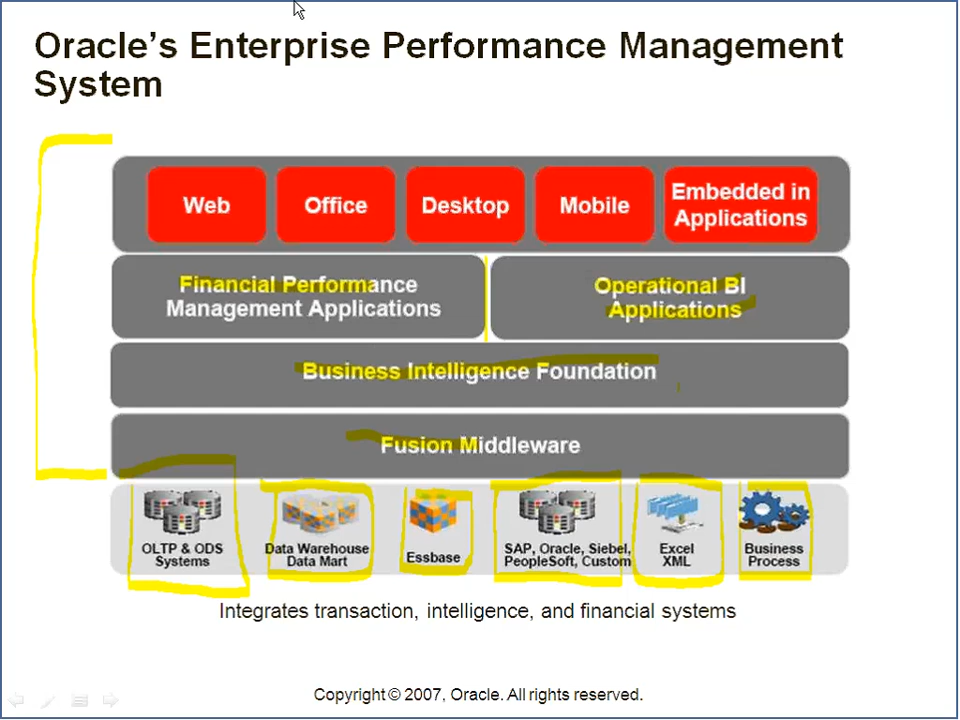 Oracle's Enterprise Performance Management
System
Web
Office
Desktop
Mobile
Embedded in
Applications
Financial Performance
Management Applications
Operational BI
Applications
Business Intelligence Foundation
Fusion Middleware
OLTP & ODS
Systems
Data Warehouse
Data Mart
Essbase
SAP, Oracle, Siebel,
PeopleSoft, Custom
Excel
XML
Business
Process
Integrates transaction, intelligence, and financial systems
Copyright © 2007, Oracle. All rights reserved.